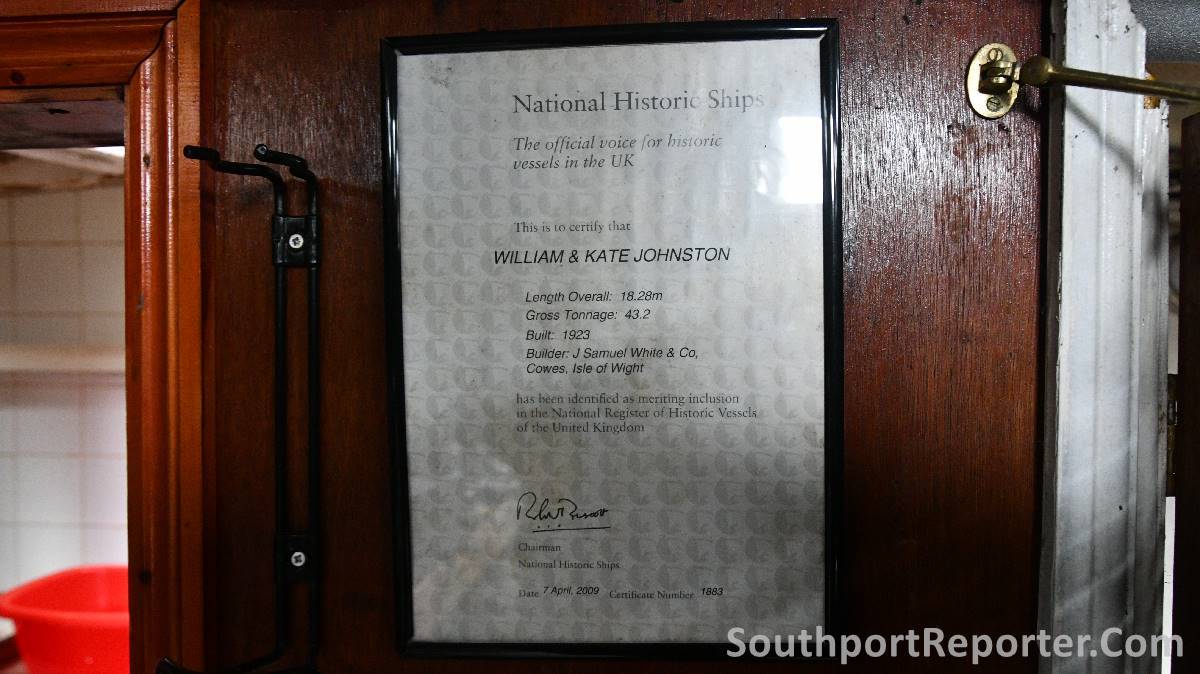 National Historic Ships
The official voice for historic
vessels in the UK
This is to certify that
WILLIAM & KATE JOHNSTON
Length Overall: 18.28m
Gross Tonnage: 43.2
Built: 1923
Builder: J Samuel White & Co,
Cowes, Isle of Wight
has been identified as meriting inclusion
in the National Register of Historic Vessels
of the United Kingdom
Chairman
National Historic Ships
Date 7 April, 2009 Certificate Number 1883
SouthportReporter.Com